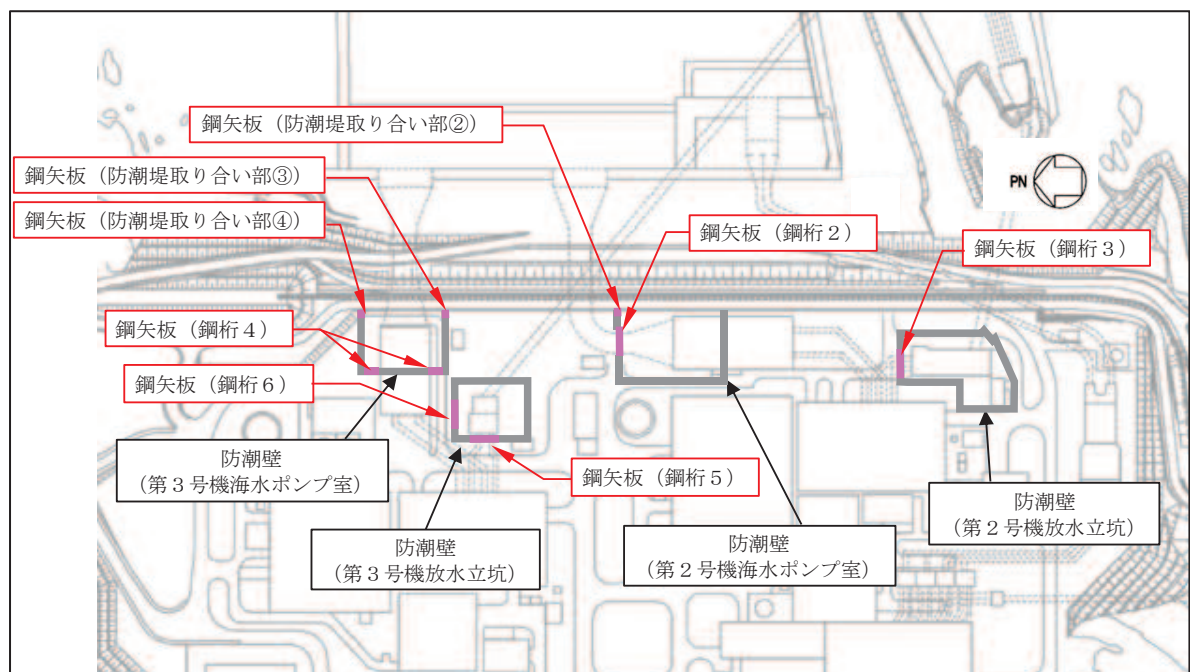 鋼矢板（防潮堤取り合い部②）
鋼矢板（防潮堤取り合い部③）
鋼矢板（防潮堤取り合い部④）
PN
鋼矢板（鋼桁２）
鋼矢板（鋼桁３）
鋼矢板（鋼桁４）
鋼矢板（鋼桁６）
防潮壁
（第３号機海水ポンプ室）
鋼矢板（鋼桁５）
防潮壁
（第２号機放水立坑）
防潮壁
（第３号機放水立坑）
防潮壁
（第２号機海水ポンプ室）